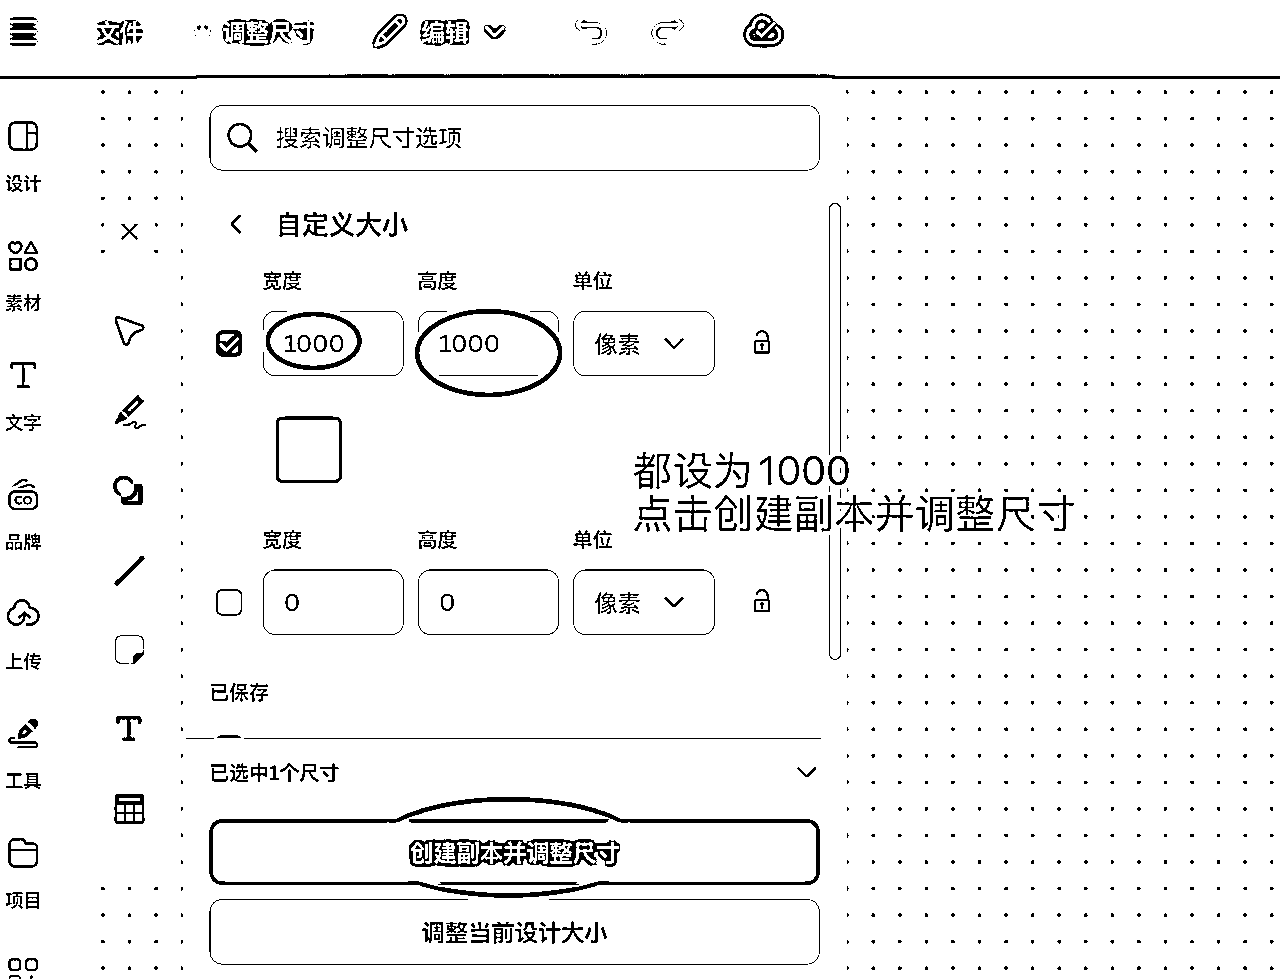 文件 调整尺寸 编辑
搜索调整尺寸选项
设计
自定义大小
宽度 高度 单位
素材
1000 1000 像素
文字
都设为1000
点击创建副本并调整尺寸
品牌
宽度 高度 单位
0 0 像素
上传
已保存
T
已选中1个尺寸
工具
创建副本并调整尺寸
项目
调整当前设计大小